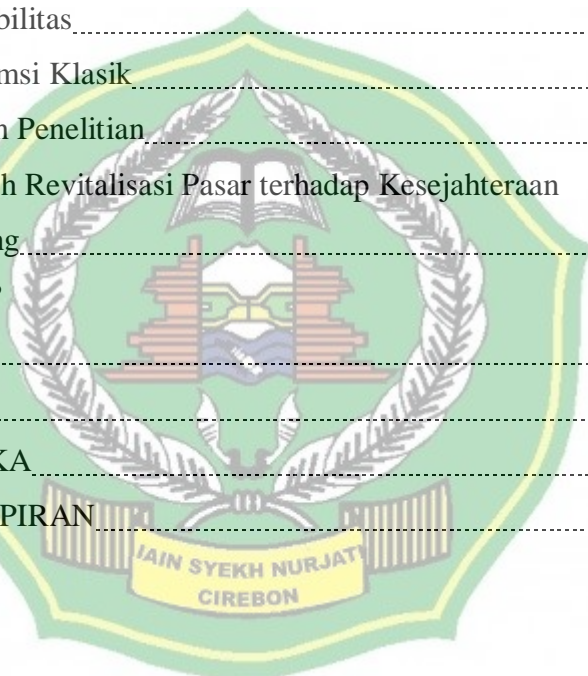 bilitas
msi Klasik
n Penelitian
h Revitalisasi Pasar terhadap Kesejahteraan
ng
KA
PIRAN
IAIN SYEKH NURJATI
CIREBON